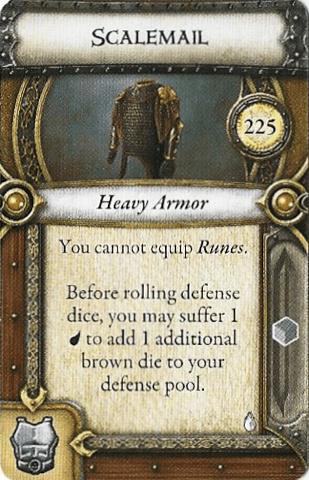 Scalemail
225
Heavy Armor
You cannot equip Runes.
Before rolling defense
dice, you may suffer 1
to add 1 additional
brown die to your
defense pool.